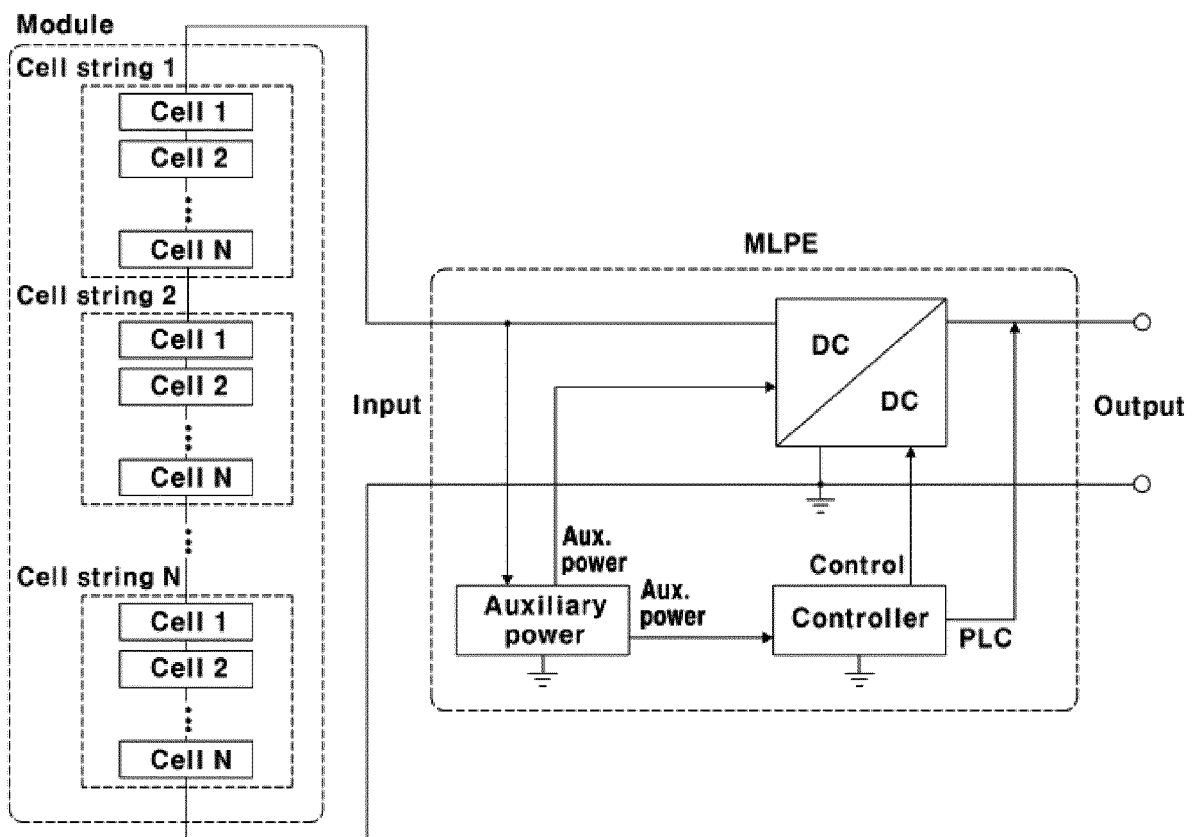 Module
Cell string 1
Cell 1
Cell 2
Cell N
Cell string 2
Cell 1
Cell 2
Cell N
Cell string N
Cell 1
Cell 2
Cell N
MLPE
Input
DC
DC
Output
Aux.
power
Aux.
power
Control
Auxiliary
power
Controller
PLC